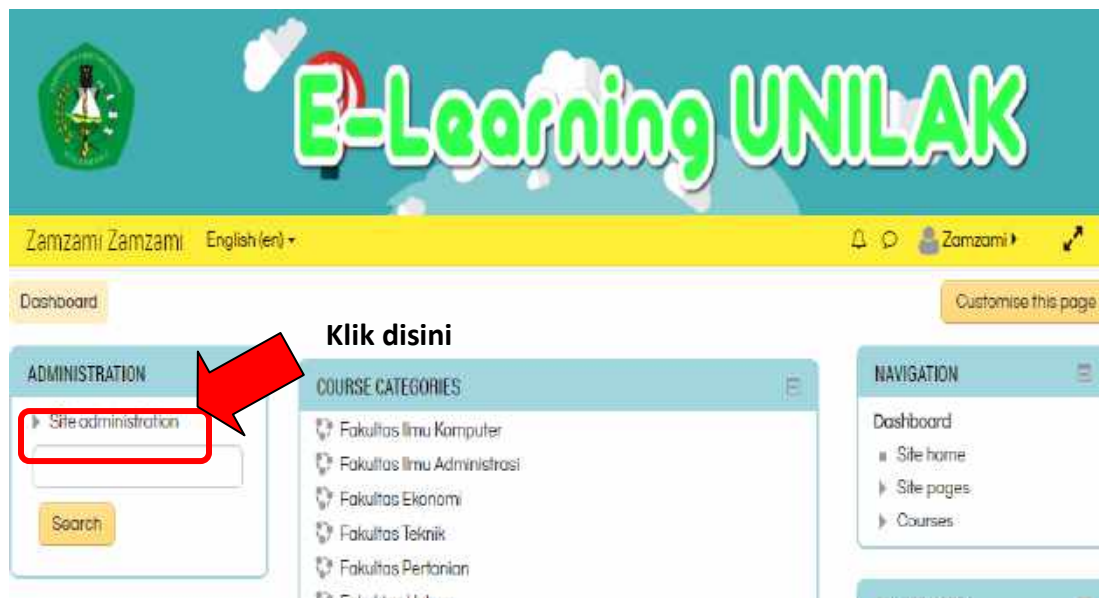 E-Learning UNILAK
Zamzami Zamzami English (en) Zamzami
Dashboard
Customise this page
Klik disini
ADMINISTRATION
Site administration
Search
COURSE CATEGORIES
Fakultas Ilmu Komputer
Fakultas Ilmu Administrasi
Fakultas Ekonomi
Fakultas Teknik
Fakultas Pertanian
NAVIGATION
Dashboard
Site home
Site pages
Courses